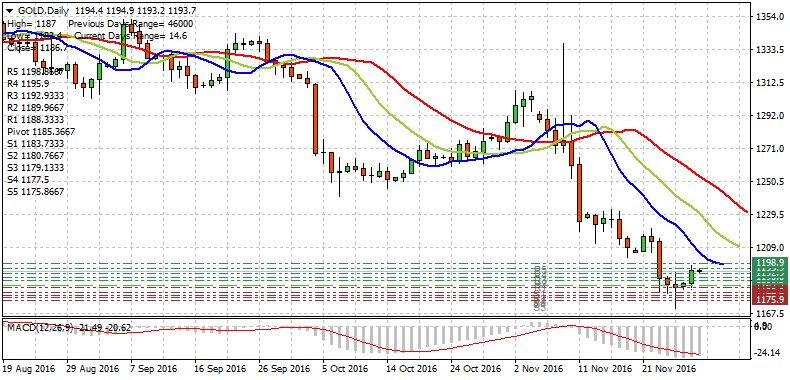 GOLD,Daily 1194.4 1194.9 1193.2 1193.7
High= 1187 Previous Days Range= 46000
Current Days Range= 14.6
Close= 1186.7
R5
R4 1195.9
R3 1192.9333
R2 1189.9667
R1 1188.3333
Pivot 1185.3667
S1 1183.7333
S2 1180.7667
S3 1179.1333
S4 1177.5
S5 1175.8667
1354.0
1333.5
1312.5
1292.0
1271.0
1250.5
1229.5
1209.0
1198.9
1175.9
1167.5
MACD(12,26,9) -21.49 -20.62
-24.14
19 Aug 2016 29 Aug 2016 7 Sep 2016 16 Sep 2016 26 Sep 2016 5 Oct 2016 14 Oct 2016 24 Oct 2016 2 Nov 2016 11 Nov 2016 21 Nov 2016